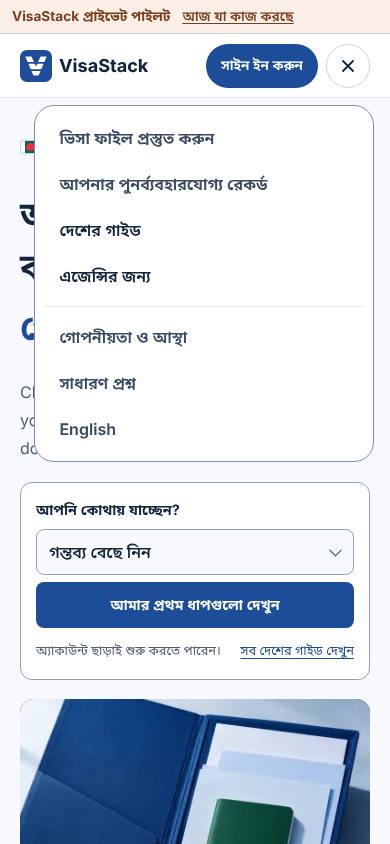 VisaStack প্রাইভেট পাইলট আজ যা কাজ করছে
VisaStack
সাইন ইন করুন
ভিসা ফাইল প্রস্তুত করুন
আপনার পুনর্ব্যবহারযোগ্য রেকর্ড
দেশের গাইড
এজেন্সির জন্য
গোপনীয়তা ও আস্থা
সাধারণ প্রশ্ন
English
আপনি কোথায় যাচ্ছেন?
গন্তব্য বেছে নিন
আমার প্রথম ধাপগুলো দেখুন
অ্যাকাউন্ট ছাড়াই শুরু করতে পারেন। সব দেশের গাইড দেখুন